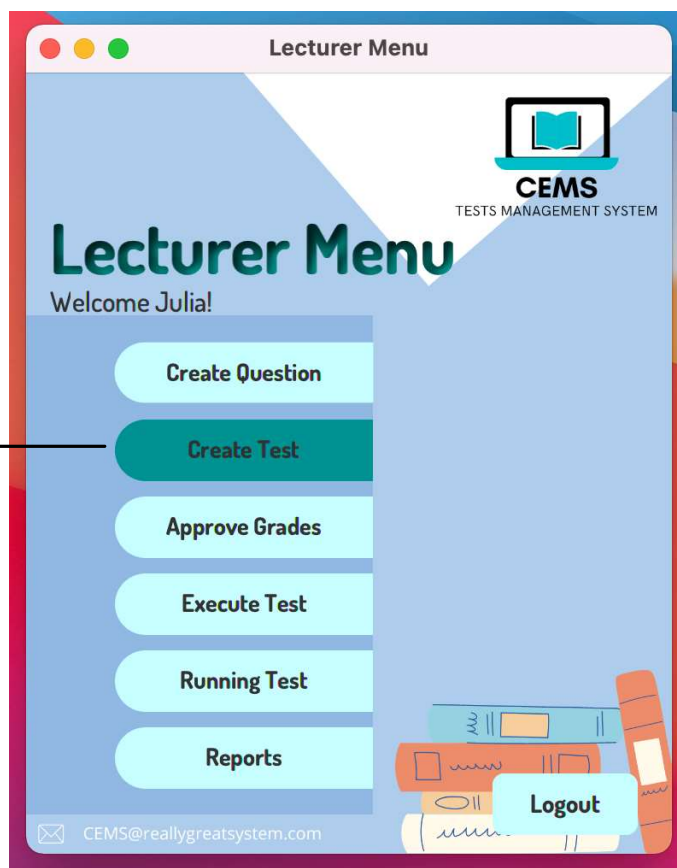 Lecturer Menu
CEMS
TESTS MANAGEMENT SYSTEM
Lecturer Menu
Welcome Julia!
Create Question
Create Test
Approve Grades
Execute Test
Running Test
Reports
Logout
CEMS@reallygreatsystem.com